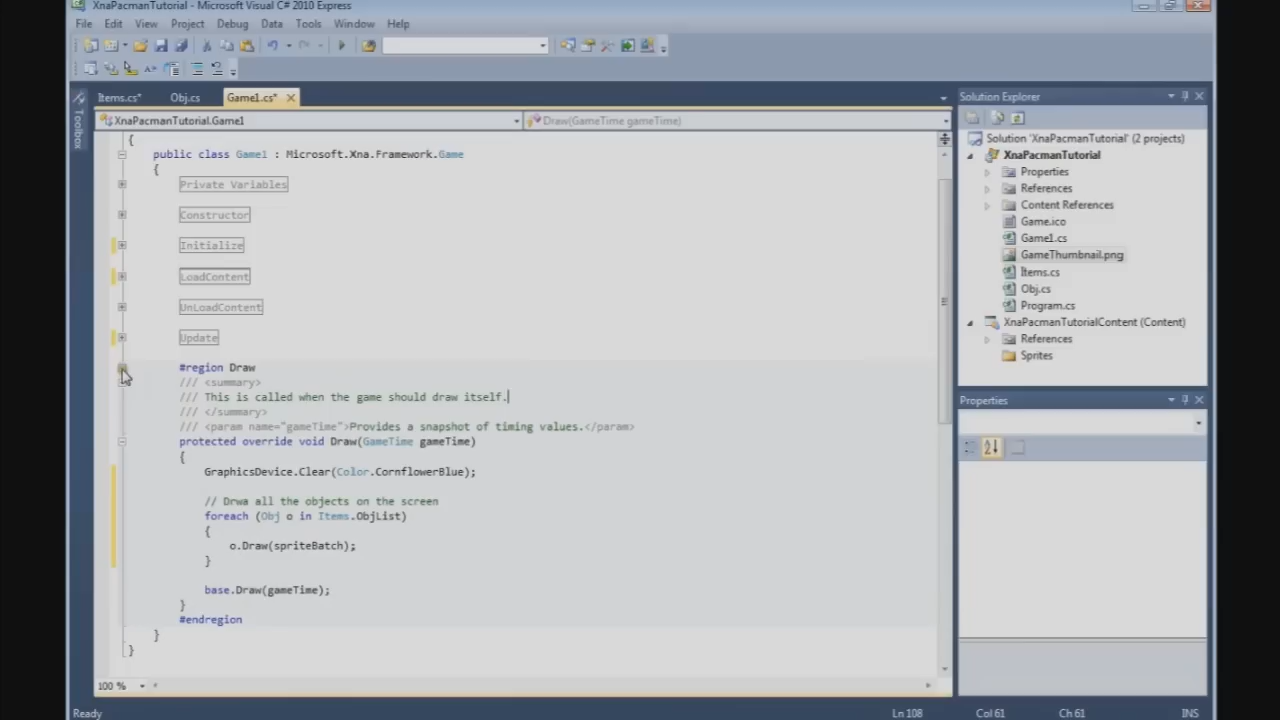 XnaPacmanTutorial - Microsoft Visual C# 2010 Express
File Edit View Project Debug Data Tools Window Help
Items.cs* Obj.cs Game1.cs*
Toolbox
XnaPacmanTutorial.Game1 Draw(GameTime gameTime)
{
public class Game1 : Microsoft.Xna.Framework.Game
{
Private Variables
Constructor
Initialize
LoadContent
UnLoadContent
Update
#region Draw
/// <summary>
/// This is called when the game should draw itself.
/// </summary>
/// <param name="gameTime">Provides a snapshot of timing values.</param>
protected override void Draw(GameTime gameTime)
{
GraphicsDevice.Clear(Color.CornflowerBlue);
// Drwa all the objects on the screen
foreach (Obj o in Items.ObjList)
{
o.Draw(spriteBatch);
}
base.Draw(gameTime);
}
#endregion
}
}
100 %
Solution Explorer
Solution 'XnaPacmanTutorial' (2 projects)
XnaPacmanTutorial
Properties
References
Content References
Game.ico
Game1.cs
GameThumbnail.png
Items.cs
Obj.cs
Program.cs
XnaPacmanTutorialContent (Content)
References
Sprites
Properties
Ready Ln 108 Col 61 Ch 61 INS